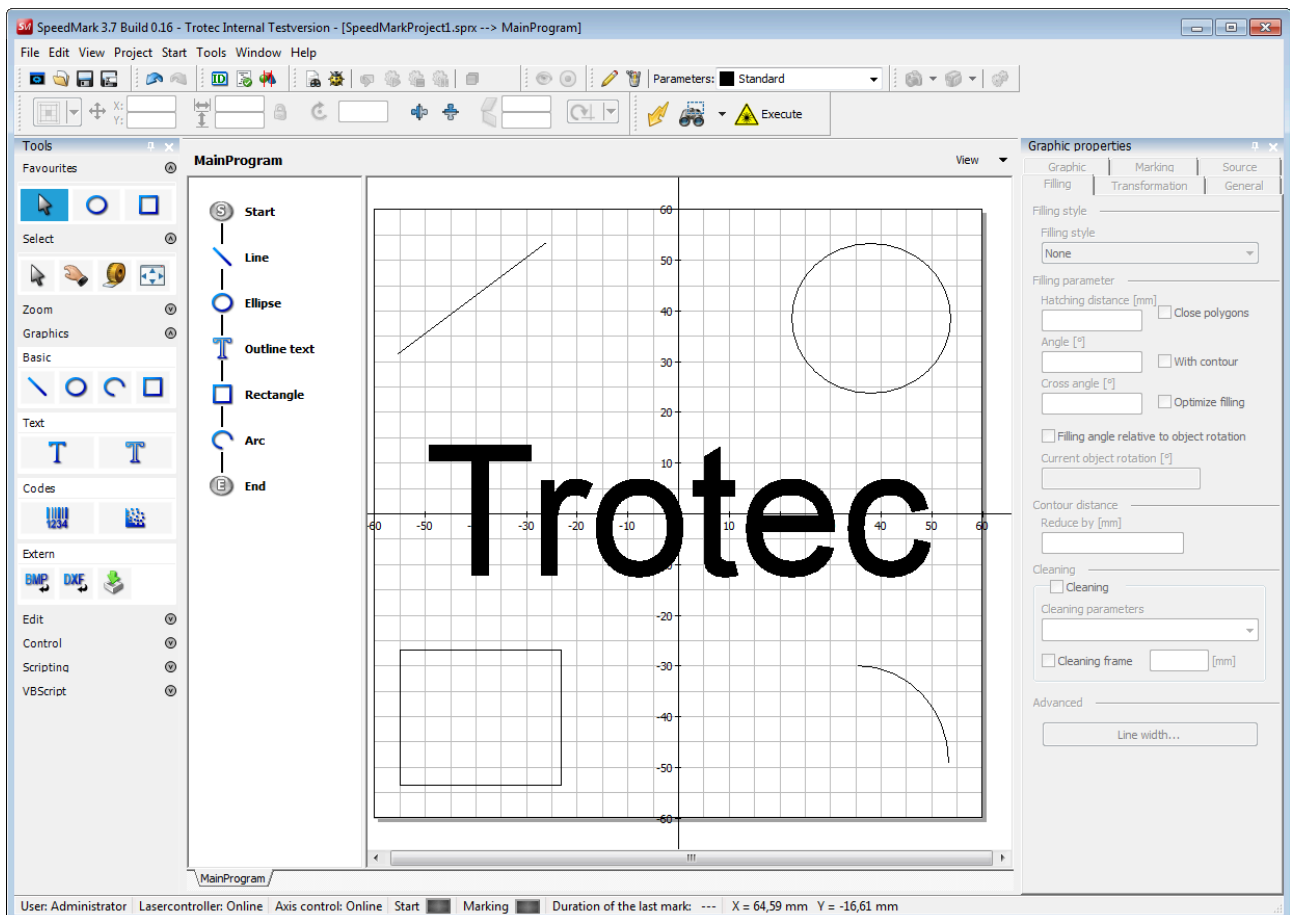 SpeedMark 3.7 Build 0.16 - Trotec Internal Testversion - [SpeedMarkProject1.sprx --> MainProgram]
File Edit View Project Start Tools Window Help
ID Parameters: Standard
X:
Y:
Execute
Tools
Favourites
Select
Zoom
Graphics
Basic
Text
T T
Codes
1234
Extern
BMP DXF
Edit
Control
Scripting
VBScript
MainProgram
View
S Start
Line
Ellipse
T Outline text
Rectangle
Arc
E End
60
50
40
30
20
10
-60 -50 -40 -30 -20 -10 10 20 30 40 50 60
Trotec
-20
-30
-40
-50
-60
MainProgram
Graphic properties
Graphic Marking Source
Filling Transformation General
Filling style
Filling style
None
Filling parameter
Hatching distance [mm]
Close polygons
Angle [°]
With contour
Cross angle [°]
Optimize filling
Filling angle relative to object rotation
Current object rotation [°]
Contour distance
Reduce by [mm]
Cleaning
Cleaning
Cleaning parameters
Cleaning frame [mm]
Advanced
Line width...
User: Administrator Lasercontroller: Online Axis control: Online Start Marking Duration of the last mark: --- X = 64,59 mm Y = -16,61 mm